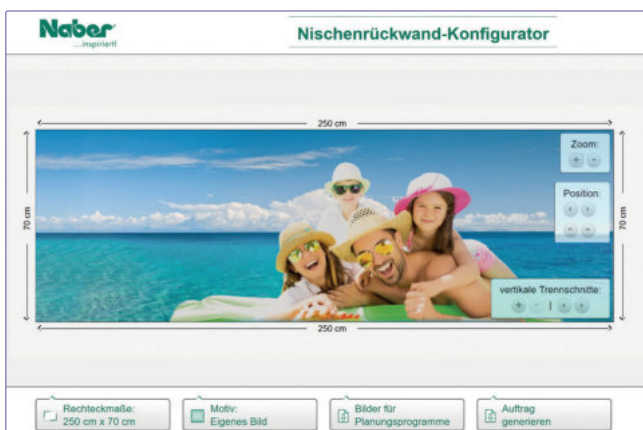 Naber
...inspiriert!
Nischenrückwand-Konfigurator
250 cm
70 cm
70 cm
Zoom:
Position:
vertikale Trennschnitte:
250 cm
Rechteckmaße:
250 cm x 70 cm
Motiv:
Eigenes Bild
Bilder für
Planungsprogramme
Auftrag
generieren